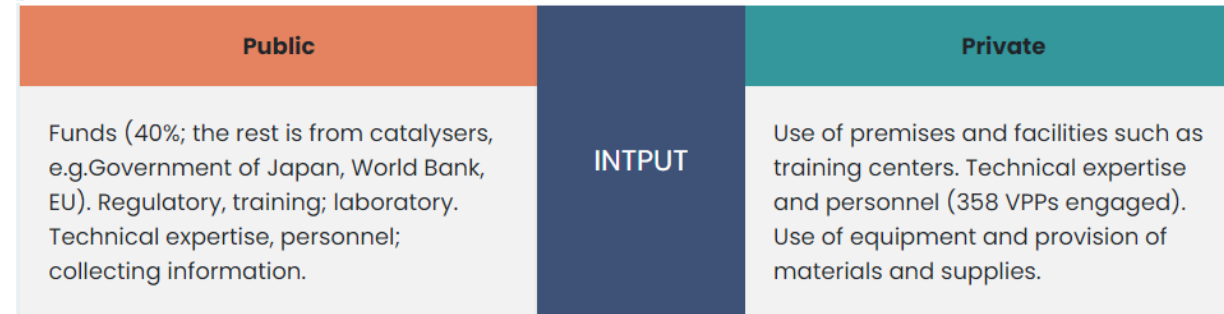 Public
Funds (40%; the rest is from catalysers,
e.g.Government of Japan, World Bank,
EU). Regulatory, training; laboratory.
Technical expertise, personnel;
collecting information.
INTPUT
Private
Use of premises and facilities such as
training centers. Technical expertise
and personnel (358 VPPs engaged).
Use of equipment and provision of
materials and supplies.